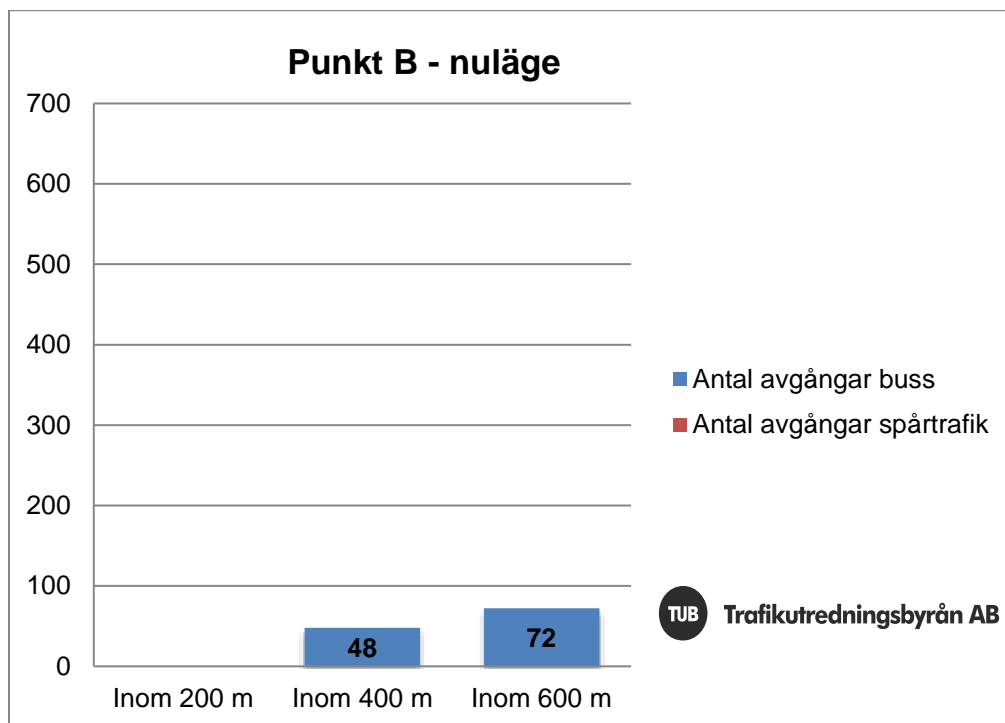 Punkt B - nuläge
700
600
500
400
300
200
100
0
48
72
Inom 200 m
Inom 400 m
Inom 600 m
Antal avgångar buss
Antal avgångar spårtrafik
TUB Trafikutredningsbyrån AB